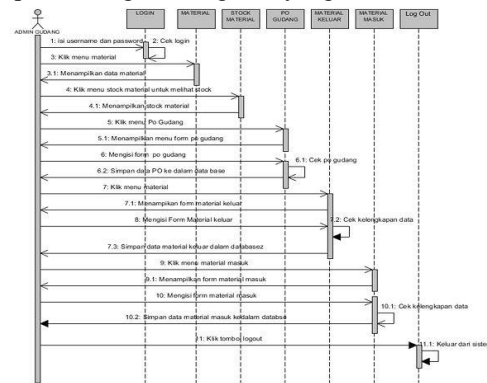 LOGIN
MATERIAL
STOCK MATERIAL
PO GUDANG
MATERIAL KELUAR
MATERIAL MASUK
Log Out
ADMIN GUDANG
1: isi username dan password
2: Cek login
3: Klik menu material
3.1: Menampilkan data material
4: Klik menu stock material untuk melihat stock
4.1: Menampilkan stock material
5: Klik menu Po Gudang
5.1: Menampilkan menu form po gudang
6: Mengisi form po gudang
6.1: Cek po gudang
6.2: Simpan data PO ke dalam data base
7: Klik menu material
7.1: Menampilkan form material keluar
8: Mengisi Form Material keluar
7.2: Cek kelengkapan data
7.3: Simpan data material keluar dalam databasez
9: Klik menu material masuk
9.1: Menampilkan form material masuk
10: Mengisi form material masuk
10.1: Cek kelengkapan data
10.2: Simpan data material masuk kedalam databse
11: Klik tombol logout
11.1: Keluar dari siste